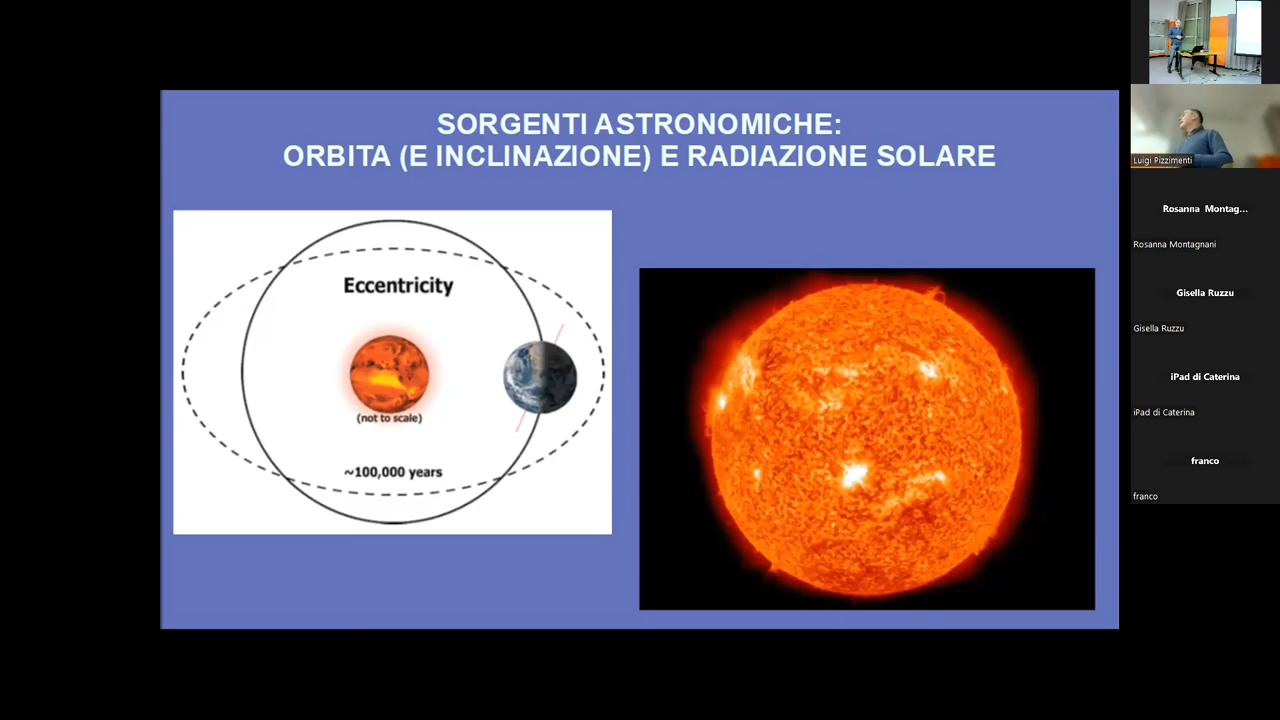 SORGENTI ASTRONOMICHE:
ORBITA (E INCLINAZIONE) E RADIAZIONE SOLARE
Eccentricity
(not to scale)
~100,000 years
Luigi Pizzimenti
Rosanna Montag...
Rosanna Montagnani
Gisella Ruzzu
Gisella Ruzzu
iPad di Caterina
iPad di Caterina
franco
franco